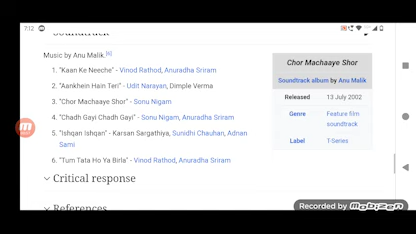 7:12
Soundtrack
Music by Anu Malik.[6]
1. "Kaan Ke Neeche" - Vinod Rathod, Anuradha Sriram
2. "Aankhein Hain Teri" - Udit Narayan, Dimple Verma
3. "Chor Machaaye Shor" - Sonu Nigam
4. "Chadh Gayi Chadh Gayi" - Sonu Nigam, Anuradha Sriram
5. "Ishqan Ishqan" - Karsan Sargathiya, Sunidhi Chauhan, Adnan
Sami
6. "Tum Tata Ho Ya Birla" - Vinod Rathod, Anuradha Sriram
Critical response
References
Chor Machaaye Shor
Soundtrack album by Anu Malik
Released 13 July 2002
Genre Feature film
soundtrack
Label T-Series
Recorded by Mobizen